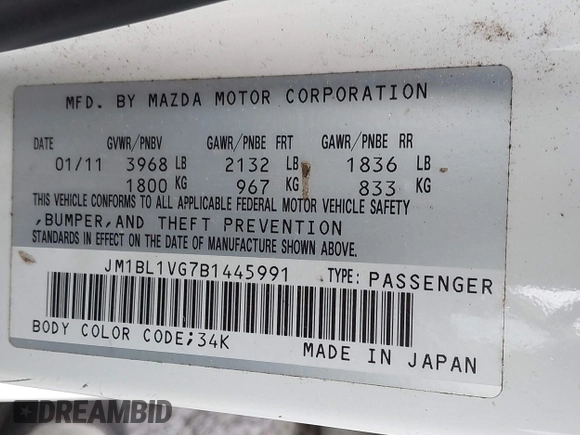 MFD. BY MAZDA MOTOR CORPORATION
DATE GVWR/PNBV GAWR/PNBE FRT GAWR/PNBE RR
01/11 3968 LB 2132 LB 1836 LB
1800 KG 967 KG 833 KG
THIS VEHICLE CONFORMS TO ALL APPLICABLE FEDERAL MOTOR VEHICLE SAFETY
,BUMPER,AND THEFT PREVENTION
STANDARDS IN EFFECT ON THE DATE OF MANUFACTURE SHOWN ABOVE.
JM1BL1VG7B1445991 TYPE: PASSENGER
BODY COLOR CODE;34K
MADE IN JAPAN
DREAMBID